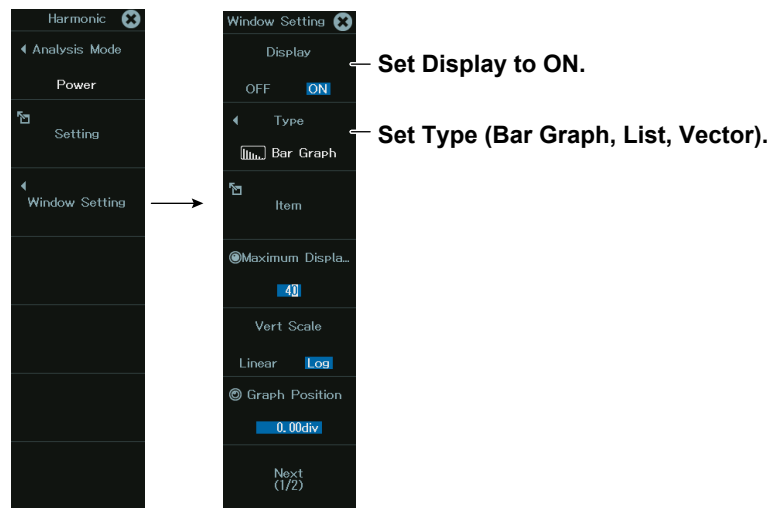 Harmonic
Analysis Mode
Power
Setting
Window Setting
Window Setting
Display
OFF ON
Type
Bar Graph
Item
Maximum Displa...
40
Vert Scale
Linear Log
Graph Position
0.00div
Next
(1/2)
Set Display to ON.
Set Type (Bar Graph, List, Vector).